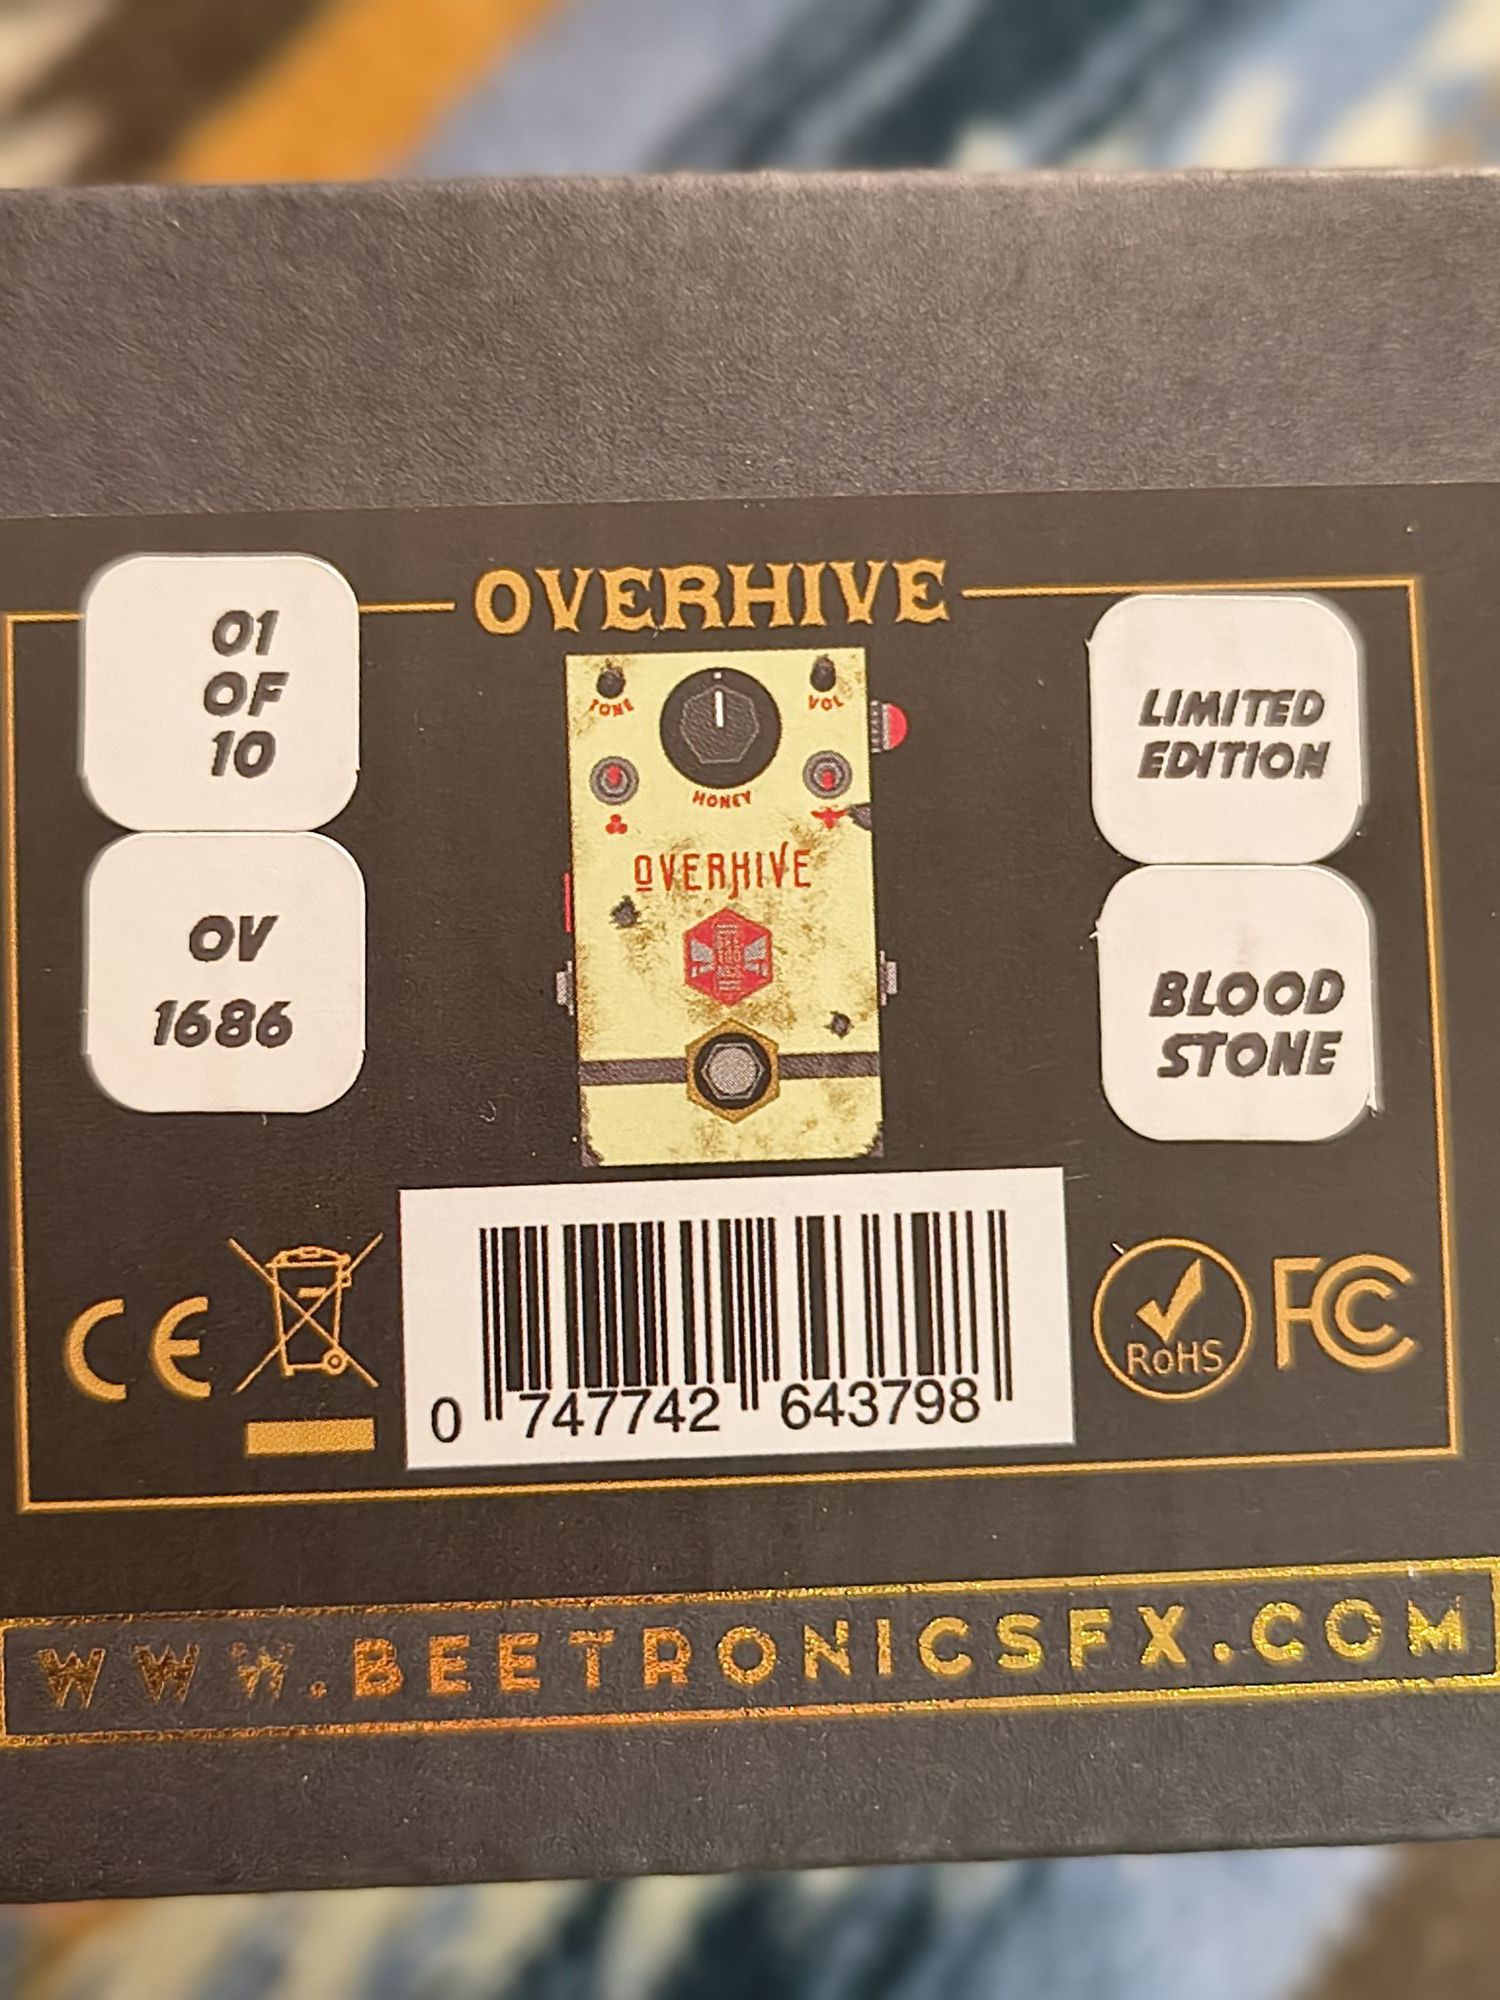 OVERHIVE
01
OF
10
OV
1686
TONE
VOL
HONEY
OVERHIVE
LIMITED
EDITION
BLOOD
STONE
CE
0 747742 643798
RoHS
FC
WWW.BEETRONICSFX.COM